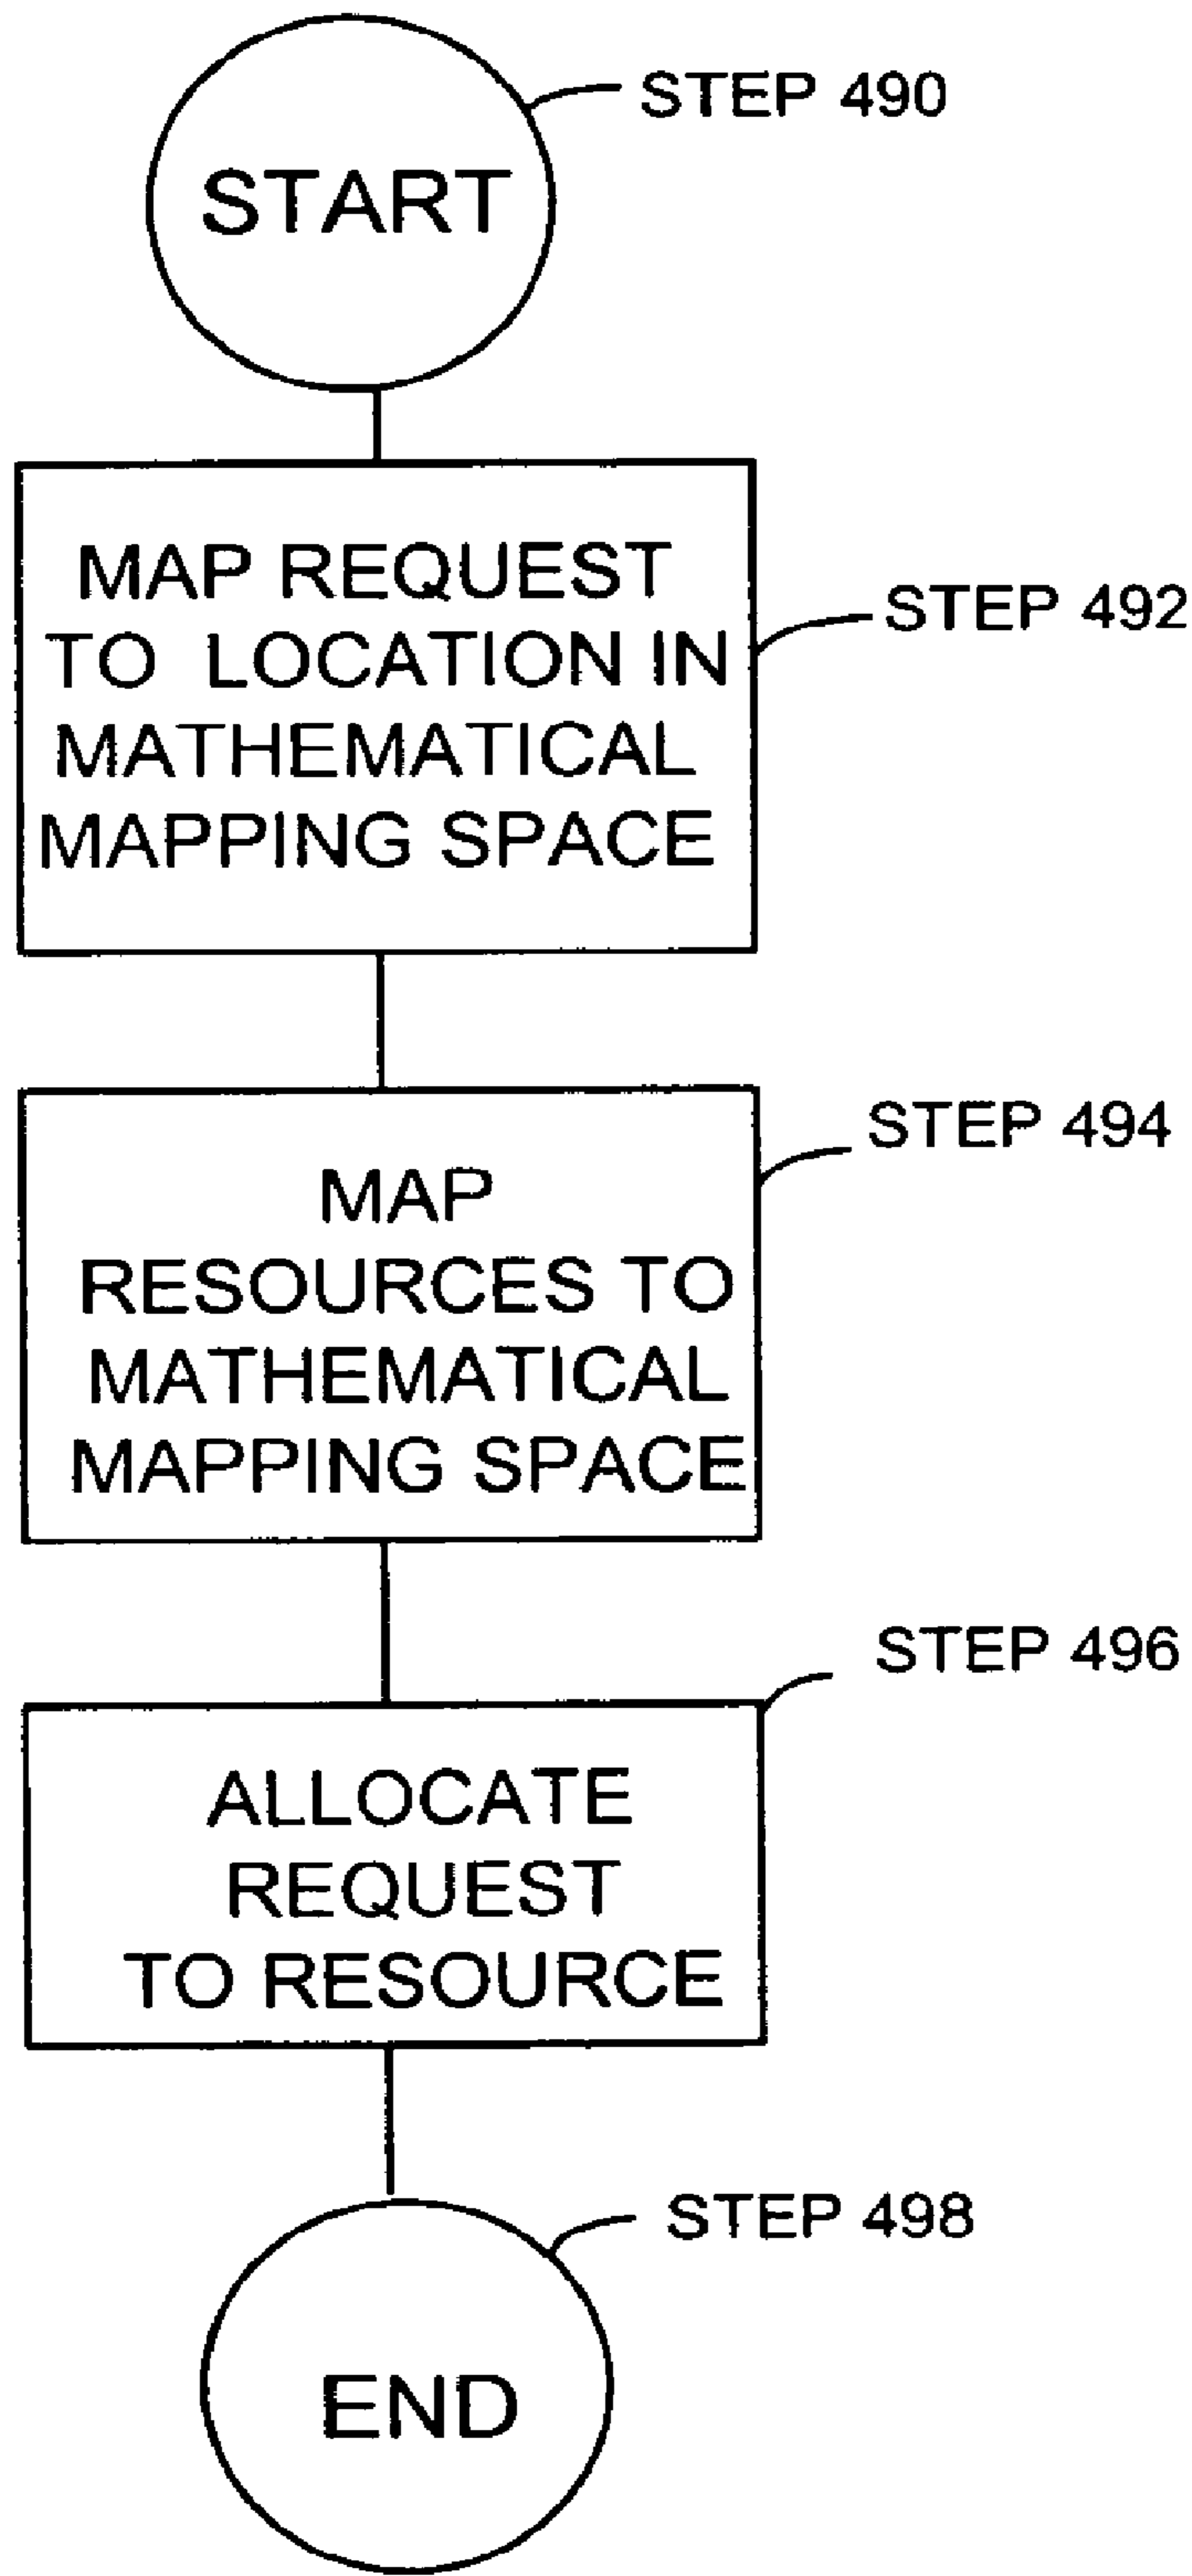 STEP 490
START
MAP REQUEST
TO LOCATION IN
MATHEMATICAL
MAPPING SPACE
STEP 492
STEP 494
MAP
RESOURCES TO
MATHEMATICAL
MAPPING SPACE
STEP 496
ALLOCATE
REQUEST
TO RESOURCE
STEP 498
END